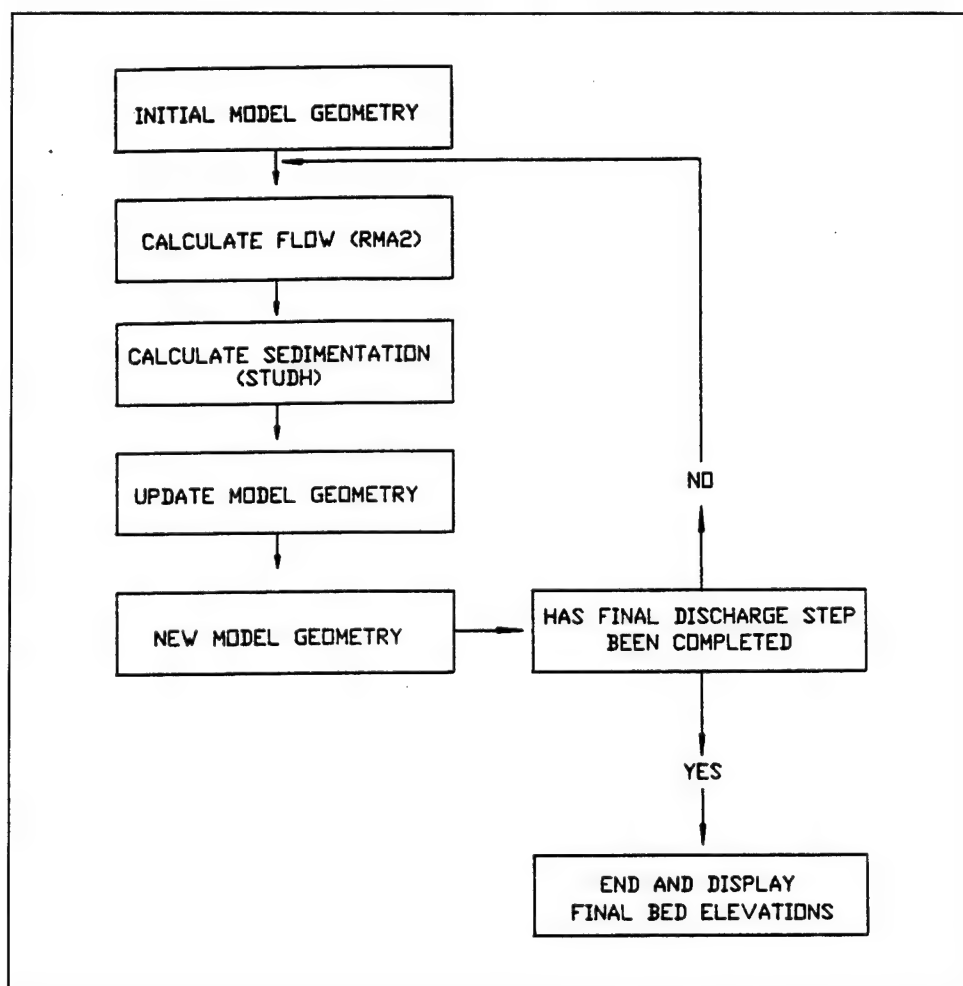 INITIAL MODEL GEOMETRY
CALCULATE FLOW (RMA2)
CALCULATE SEDIMENTATION
(STUDH)
UPDATE MODEL GEOMETRY
NEW MODEL GEOMETRY
HAS FINAL DISCHARGE STEP
BEEN COMPLETED
NO
YES
END AND DISPLAY
FINAL BED ELEVATIONS